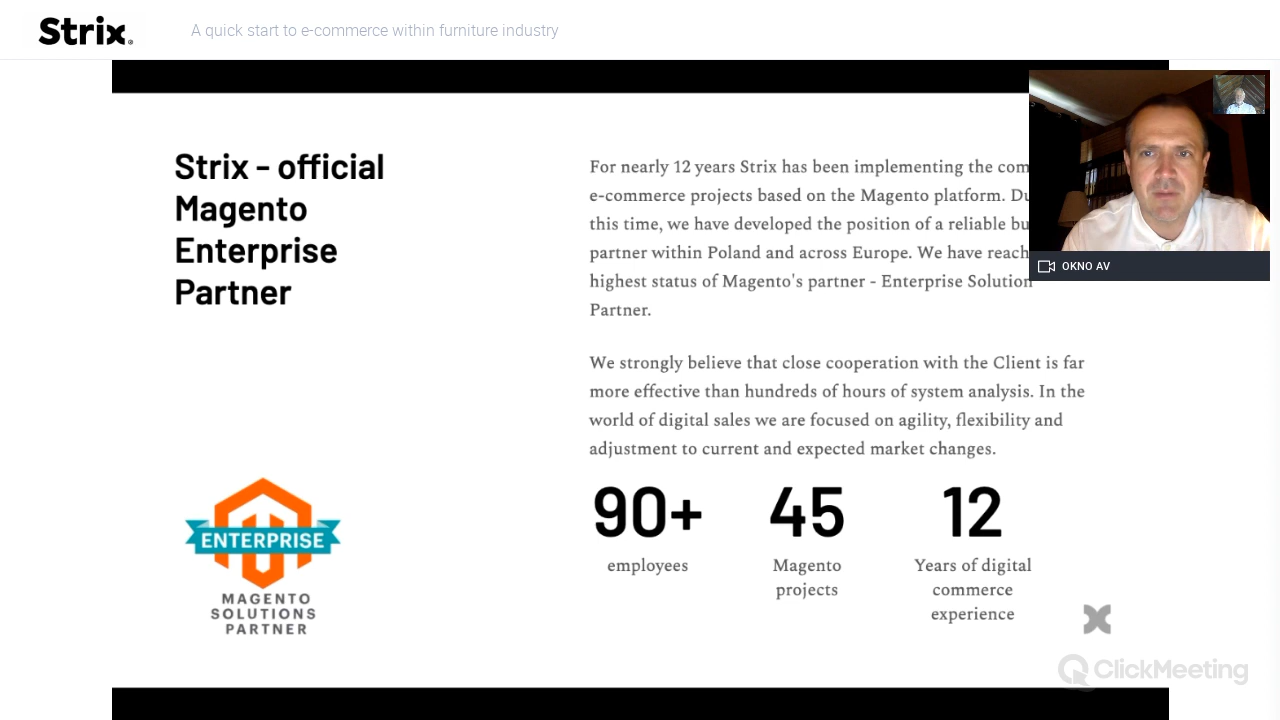 Strix®
A quick start to e-commerce within furniture industry
Strix - official
Magento
Enterprise
Partner
For nearly 12 years Strix has been implementing the
e-commerce projects based on the Magento platform.
this time, we have developed the position of a reliable
partner within Poland and across Europe. We have
highest status of Magento's partner - Enterprise Solution
Partner.
We strongly believe that close cooperation with the Client is far
more effective than hundreds of hours of system analysis. In the
world of digital sales we are focused on agility, flexibility and
adjustment to current and expected market changes.
90+
employees
45
Magento
projects
12
Years of digital
commerce
experience
ENTERPRISE
MAGENTO
SOLUTIONS
PARTNER
OKNO AV
ClickMeeting